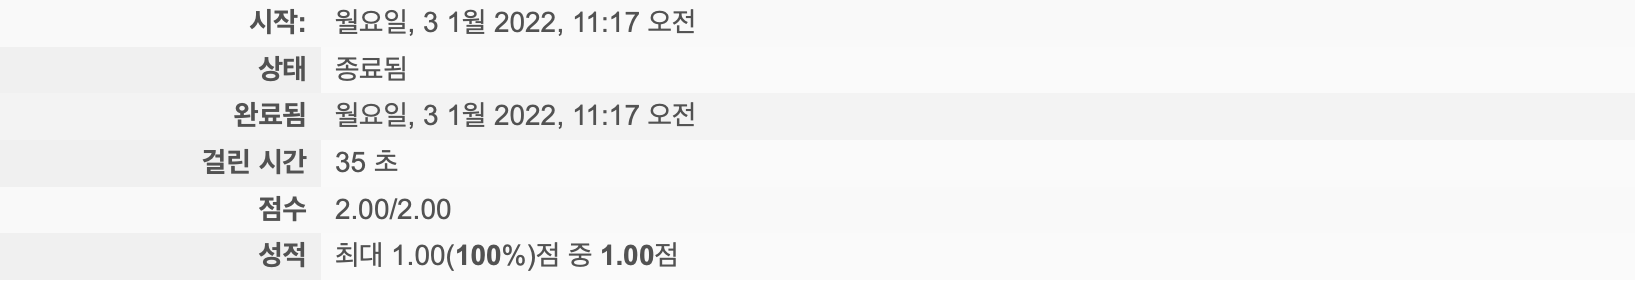 시작: 월요일, 3 1월 2022, 11:17 오전
상태 종료됨
완료됨 월요일, 3 1월 2022, 11:17 오전
걸린 시간 35 초
점수 2.00/2.00
성적 최대 1.00(100%)점 중 1.00점